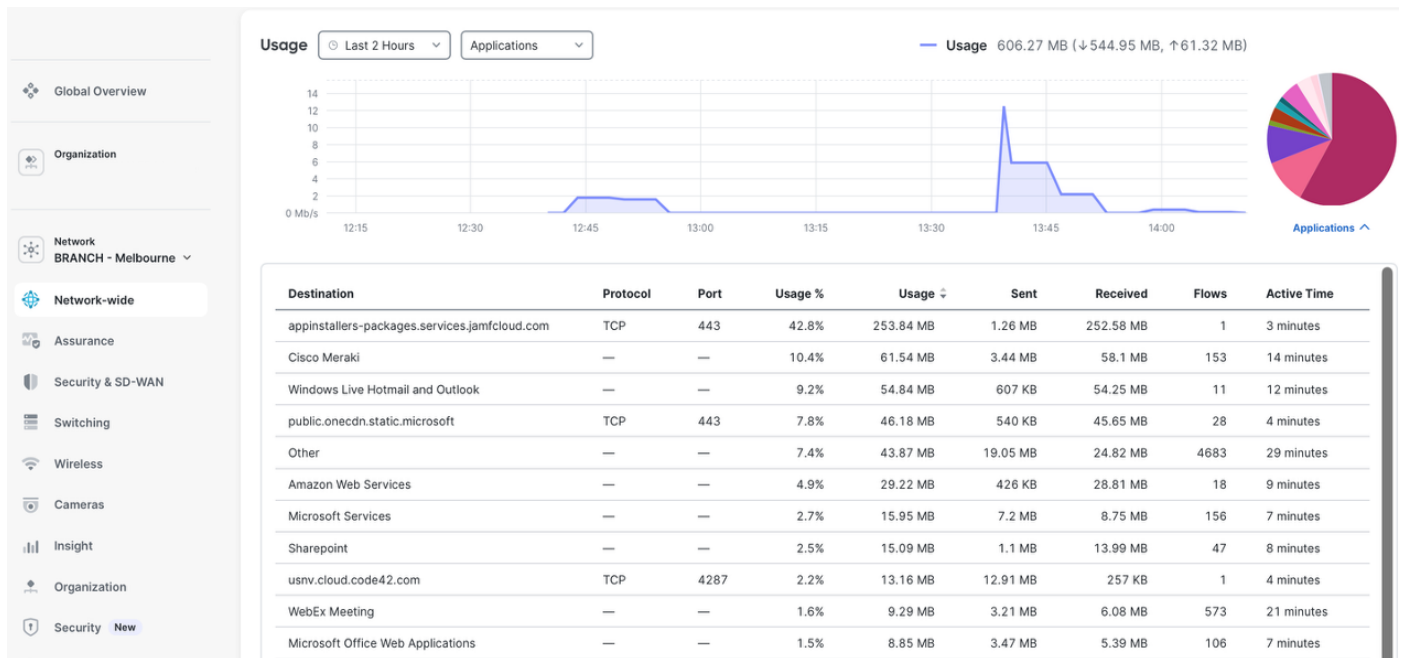 Usage Last 2 Hours Applications Usage 606.27 MB (↓544.95 MB, ↑61.32 MB)
Global Overview
Organization
Network
BRANCH - Melbourne
Network-wide
Assurance
Security & SD-WAN
Switching
Wireless
Cameras
Insight
Organization
Security New
14
12
10
8
6
4
2
0 Mb/s
12:15 12:30 12:45 13:00 13:15 13:30 13:45 14:00
Applications
Destination Protocol Port Usage % Usage Sent Received Flows Active Time
appinstallers-packages.services.jamfcloud.com TCP 443 42.8% 253.84 MB 1.26 MB 252.58 MB 1 3 minutes
Cisco Meraki — — 10.4% 61.54 MB 3.44 MB 58.1 MB 153 14 minutes
Windows Live Hotmail and Outlook — — 9.2% 54.84 MB 607 KB 54.25 MB 11 12 minutes
public.onecdn.static.microsoft TCP 443 7.8% 46.18 MB 540 KB 45.65 MB 28 4 minutes
Other — — 7.4% 43.87 MB 19.05 MB 24.82 MB 4683 29 minutes
Amazon Web Services — — 4.9% 29.22 MB 426 KB 28.81 MB 18 9 minutes
Microsoft Services — — 2.7% 15.95 MB 7.2 MB 8.75 MB 156 7 minutes
Sharepoint — — 2.5% 15.09 MB 1.1 MB 13.99 MB 47 8 minutes
usnv.cloud.code42.com TCP 4287 2.2% 13.16 MB 12.91 MB 257 KB 1 4 minutes
WebEx Meeting — — 1.6% 9.29 MB 3.21 MB 6.08 MB 573 21 minutes
Microsoft Office Web Applications — — 1.5% 8.85 MB 3.47 MB 5.39 MB 106 7 minutes